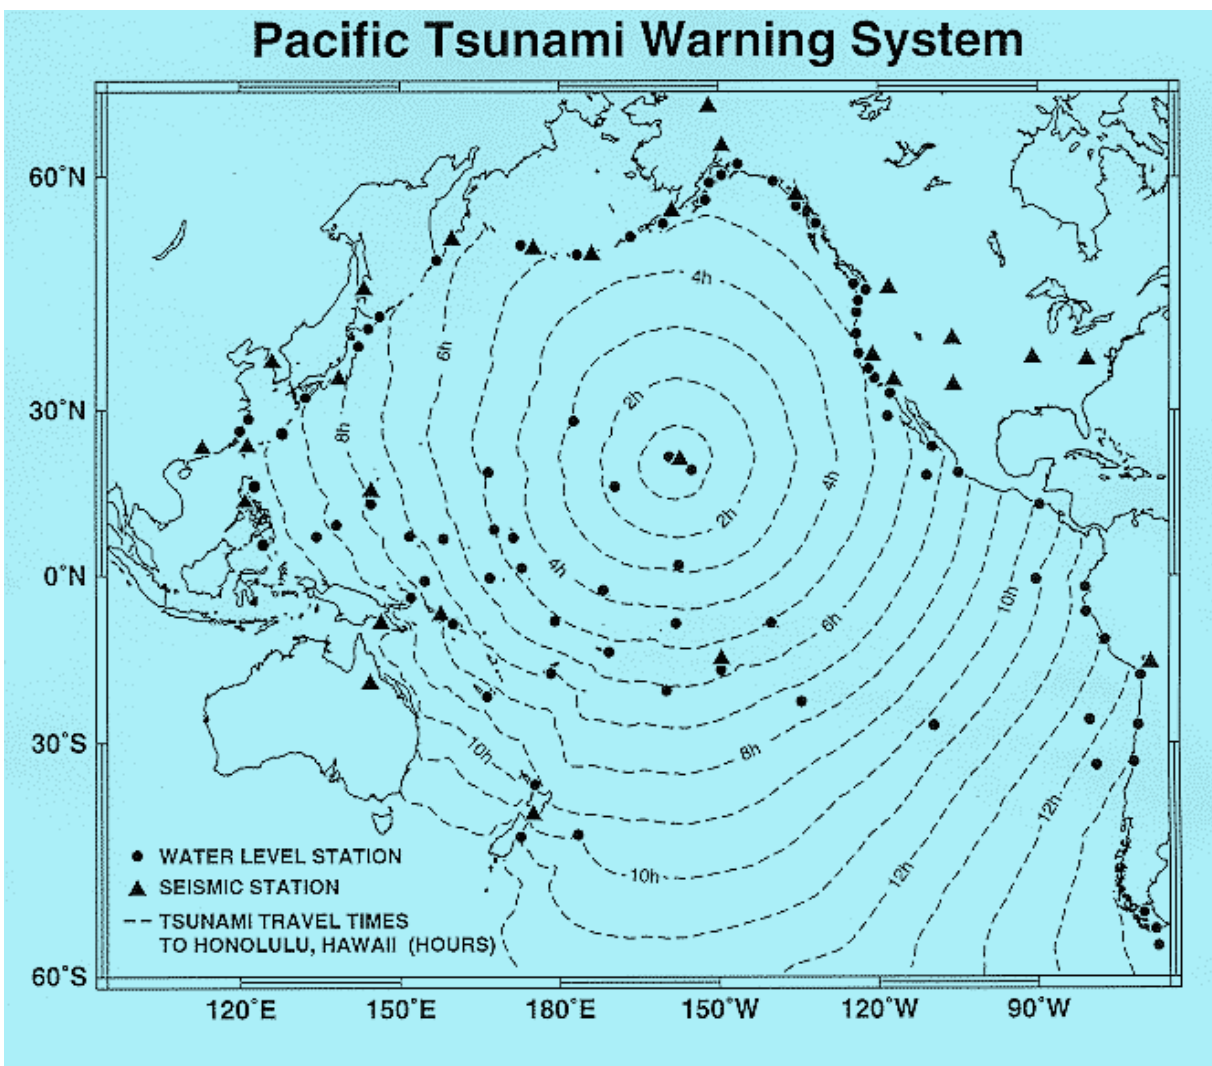 Pacific Tsunami Warning System
60°N
30°N
0°N
30°S
60°S
120°E
150°E
180°E
150°W
120°W
90°W
4h
2h
6h
8h
4h
2h
4h
6h
10h
10h
8h
12h
10h
12h
WATER LEVEL STATION
SEISMIC STATION
TSUNAMI TRAVEL TIMES
TO HONOLULU, HAWAII (HOURS)